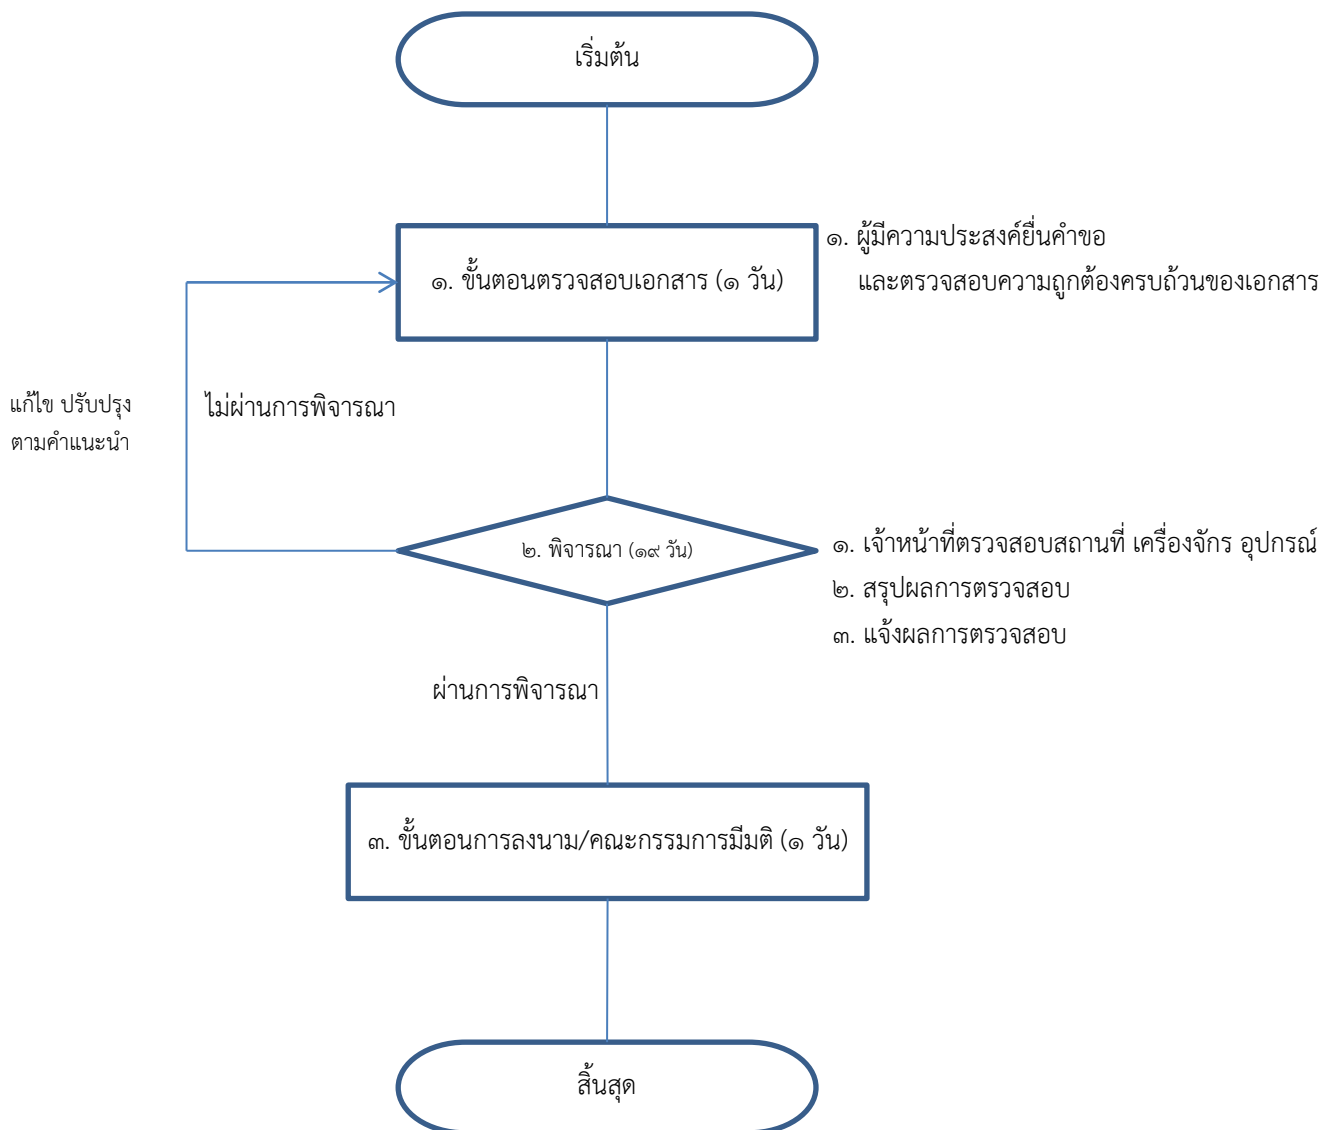 เริ่มต้น
๑. ขั้นตอนตรวจสอบเอกสาร (๑ วัน)
๑. ผู้มีความประสงค์ยื่นคำขอ
และตรวจสอบความถูกต้องครบถ้วนของเอกสาร
แก้ไข ปรับปรุง
ตามคำแนะนำ
ไม่ผ่านการพิจารณา
๒. พิจารณา (๑๙ วัน)
๑. เจ้าหน้าที่ตรวจสอบสถานที่ เครื่องจักร อุปกรณ์
๒. สรุปผลการตรวจสอบ
๓. แจ้งผลการตรวจสอบ
ผ่านการพิจารณา
๓. ขั้นตอนการลงนาม/คณะกรรมการมีมติ (๑ วัน)
สิ้นสุด